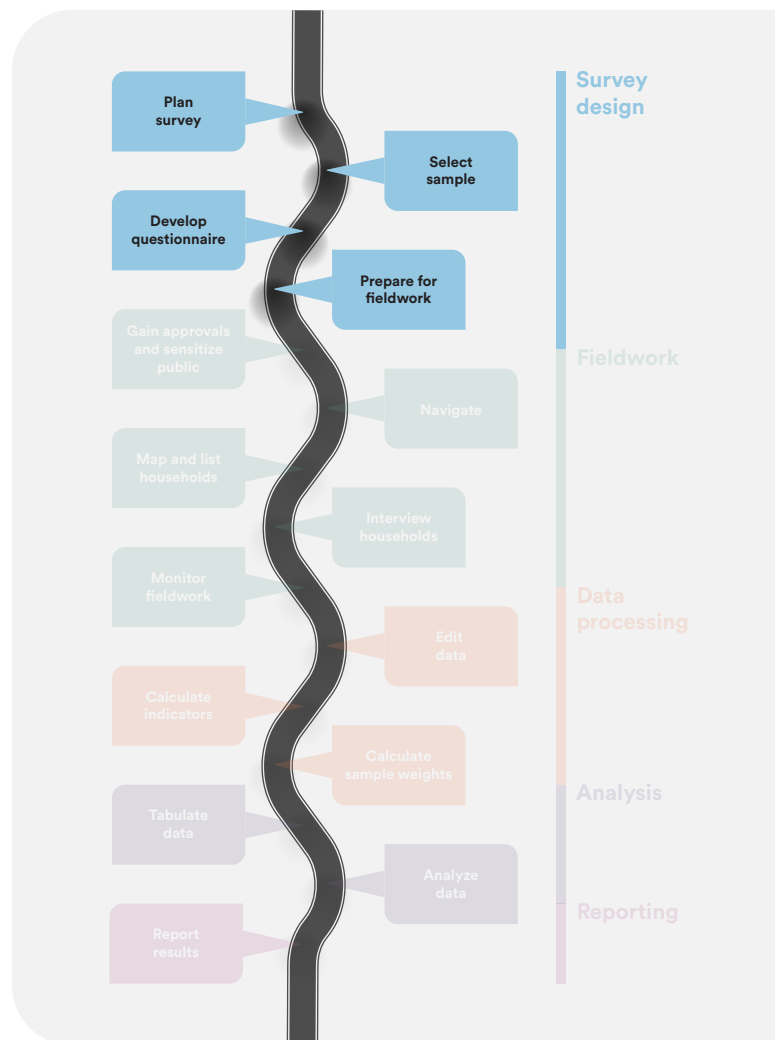 Plan
survey
Survey
design
Select
sample
Develop
questionnaire
Prepare for
fieldwork
Gain approvals
and sensitize
public
Fieldwork
Navigate
Map and list
households
Interview
households
Monitor
fieldwork
Data
processing
Edit
data
Calculate
indicators
Calculate
sample weights
Analysis
Tabulate
data
Analyze
data
Reporting
Report
results